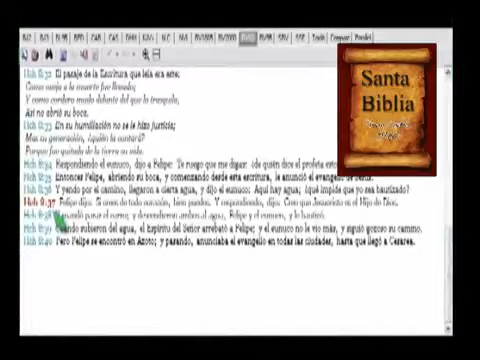 Santa
Biblia
Hch 8:32 El pasaje de la Escritura que leía era este:
Como oveja a la muerte fue llevado;
Y como cordero mudo delante del que lo trasquila,
Así no abrió su boca.
Hch 8:33 En su humillación no se le hizo justicia;
Mas su generación, ¿quién la contará?
Porque fue quitada de la tierra su vida.
Hch 8:34 Respondiendo el eunuco, dijo a Felipe: Te ruego que me digas: ¿de quién dice el profeta esto
Hch 8:35 Entonces Felipe, abriendo su boca, y comenzando desde esta escritura, le anunció el evangelio de Jesús.
Hch 8:36 Y yendo por el camino, llegaron a cierta agua, y dijo el eunuco: Aquí hay agua; ¿qué impide que yo sea bautizado?
Hch 8:37 Felipe dijo: Si crees de todo corazón, bien puedes. Y respondiendo, dijo: Creo que Jesucristo es el Hijo de Dios.
Hch 8:38 mandó parar el carro; y descendieron ambos al agua, Felipe y el eunuco, y le bautizó.
Hch 8:39 Cuando subieron del agua, el Espíritu del Señor arrebató a Felipe; y el eunuco no le vio más, y siguió gozoso su camino.
Hch 8:40 Pero Felipe se encontró en Azoto; y pasando, anunciaba el evangelio en todas las ciudades, hasta que llegó a Cesarea.